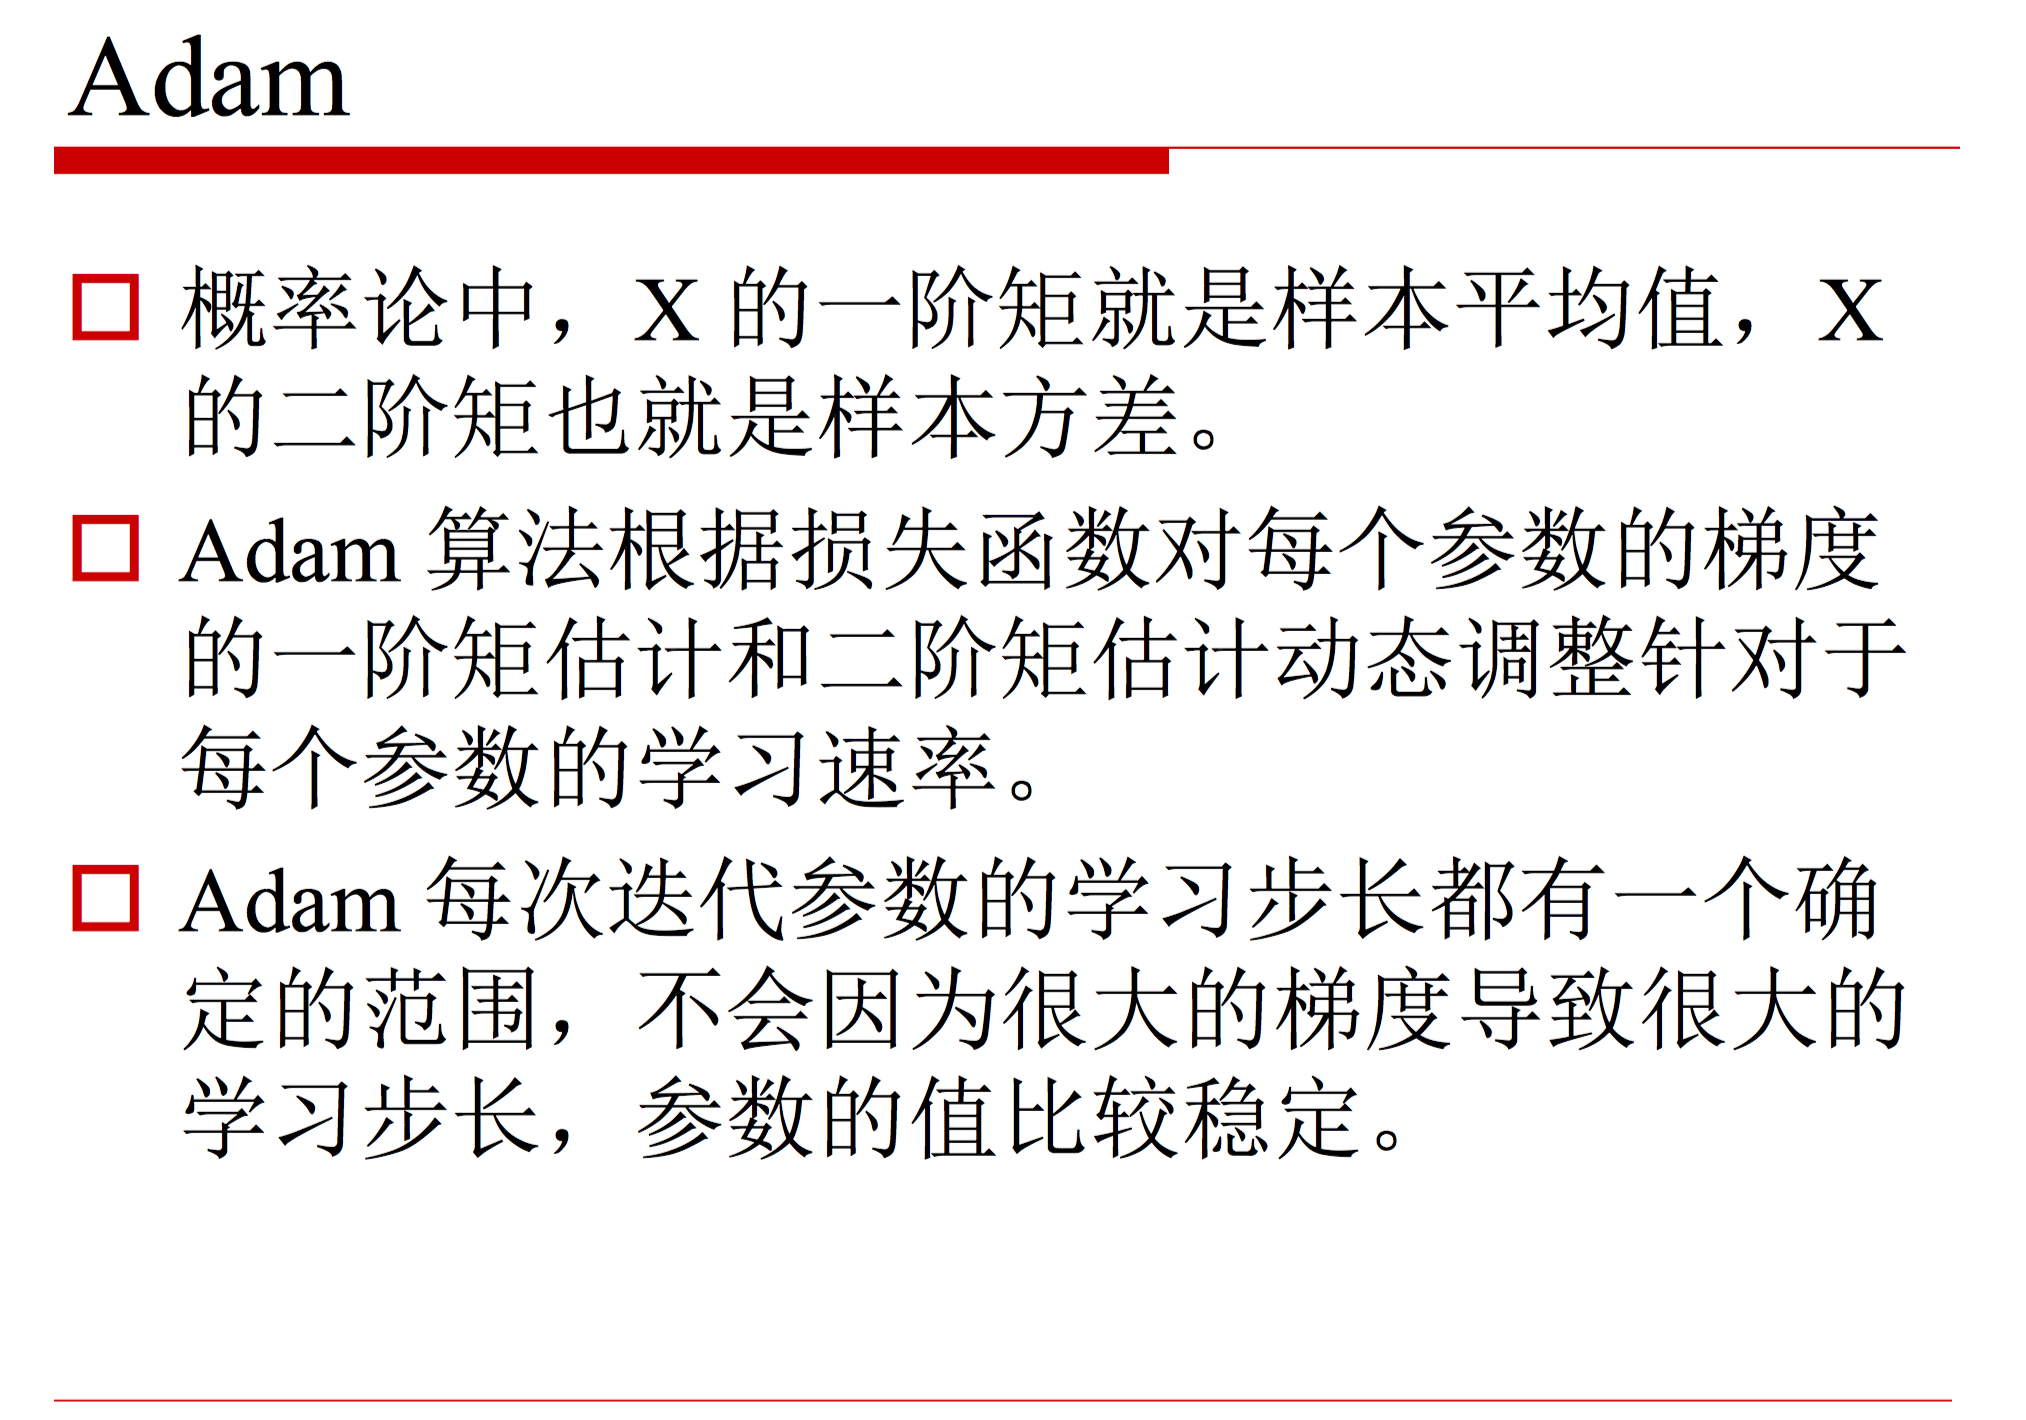 Adam
概率论中，X 的一阶矩就是样本平均值，X
的二阶矩也就是样本方差。
Adam 算法根据损失函数对每个参数的梯度
的一阶矩估计和二阶矩估计动态调整针对于
每个参数的学习速率。
Adam 每次迭代参数的学习步长都有一个确
定的范围，不会因为很大的梯度导致很大的
学习步长，参数的值比较稳定。